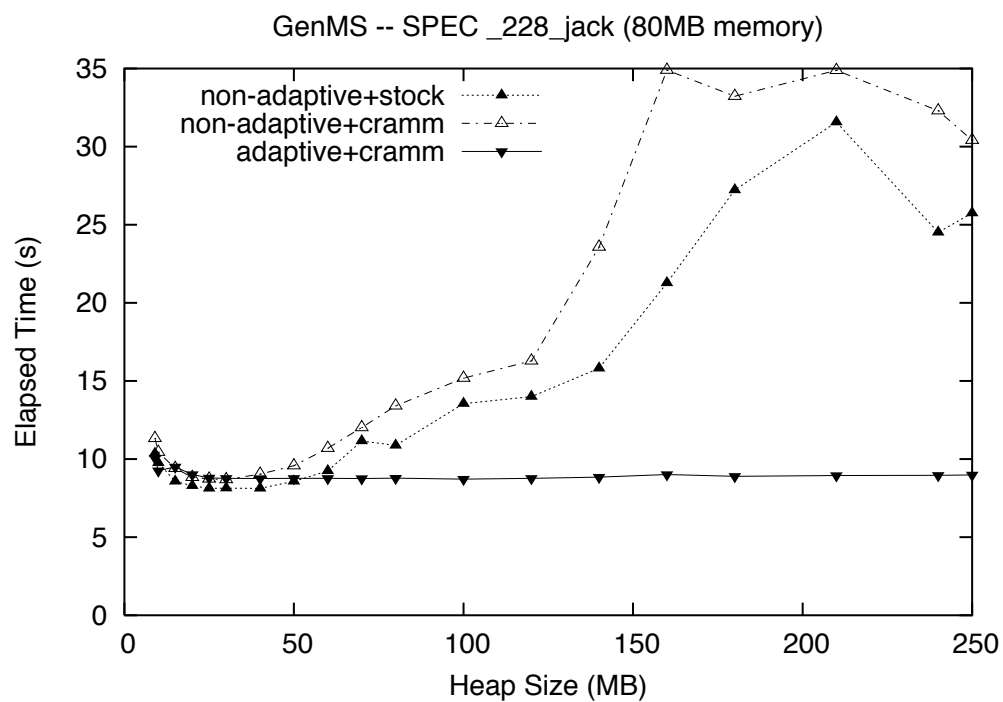 GenMS -- SPEC _228_jack (80MB memory)
35
30
25
20
15
10
5
0
Elapsed Time (s)
non-adaptive+stock
non-adaptive+cramm
adaptive+cramm
0 50 100 150 200 250
Heap Size (MB)